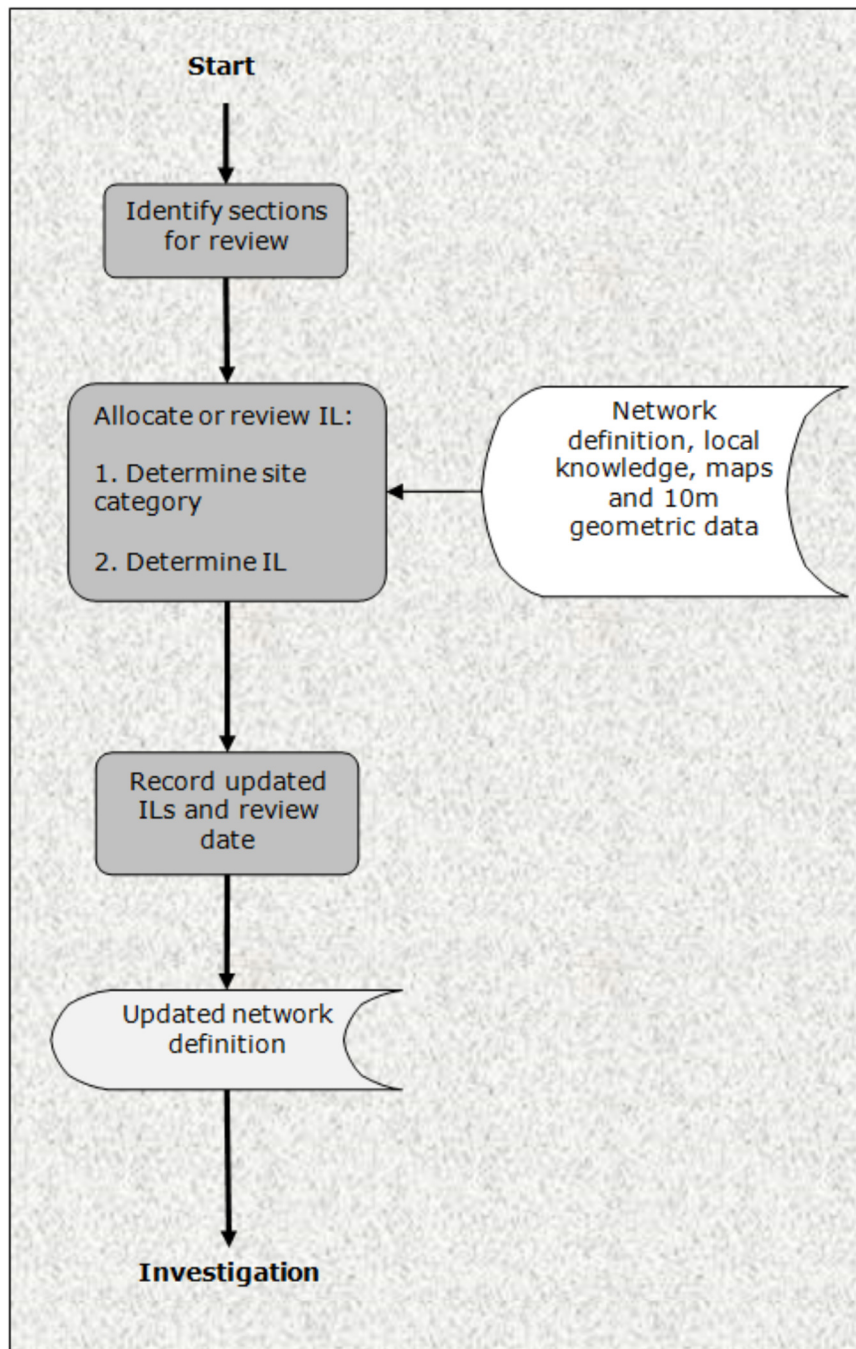 Start
Identify sections
for review
Allocate or review IL:
1. Determine site
category
2. Determine IL
Network
definition, local
knowledge, maps
and 10m
geometric data
Record updated
ILs and review
date
Updated network
definition
Investigation